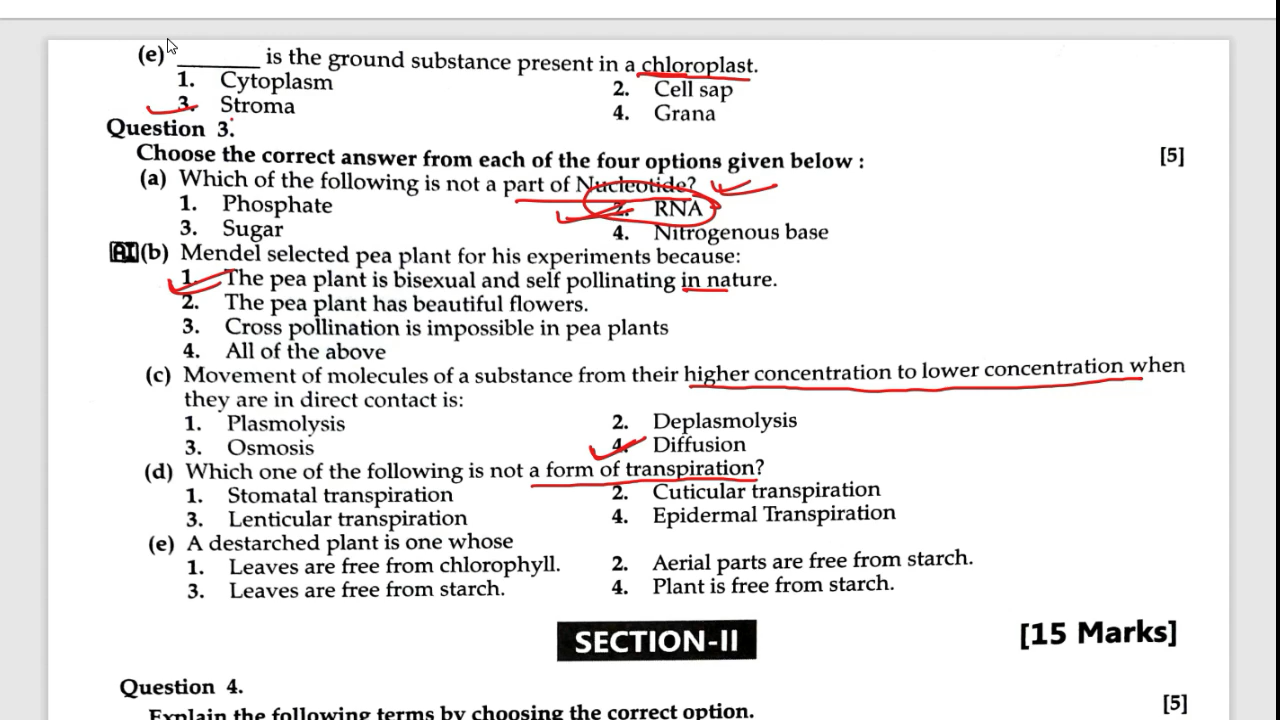 (e) ________ is the ground substance present in a chloroplast.
1. Cytoplasm 2. Cell sap
3. Stroma 4. Grana
Question 3.
Choose the correct answer from each of the four options given below : [5]
(a) Which of the following is not a part of Nucleotide?
1. Phosphate 2. RNA
3. Sugar 4. Nitrogenous base
AI (b) Mendel selected pea plant for his experiments because:
1. The pea plant is bisexual and self pollinating in nature.
2. The pea plant has beautiful flowers.
3. Cross pollination is impossible in pea plants
4. All of the above
(c) Movement of molecules of a substance from their higher concentration to lower concentration when
they are in direct contact is:
1. Plasmolysis 2. Deplasmolysis
3. Osmosis 4. Diffusion
(d) Which one of the following is not a form of transpiration?
1. Stomatal transpiration 2. Cuticular transpiration
3. Lenticular transpiration 4. Epidermal Transpiration
(e) A destarched plant is one whose
1. Leaves are free from chlorophyll. 2. Aerial parts are free from starch.
3. Leaves are free from starch. 4. Plant is free from starch.
SECTION-II [15 Marks]
Question 4. [5]
Explain the following terms by choosing the correct option.